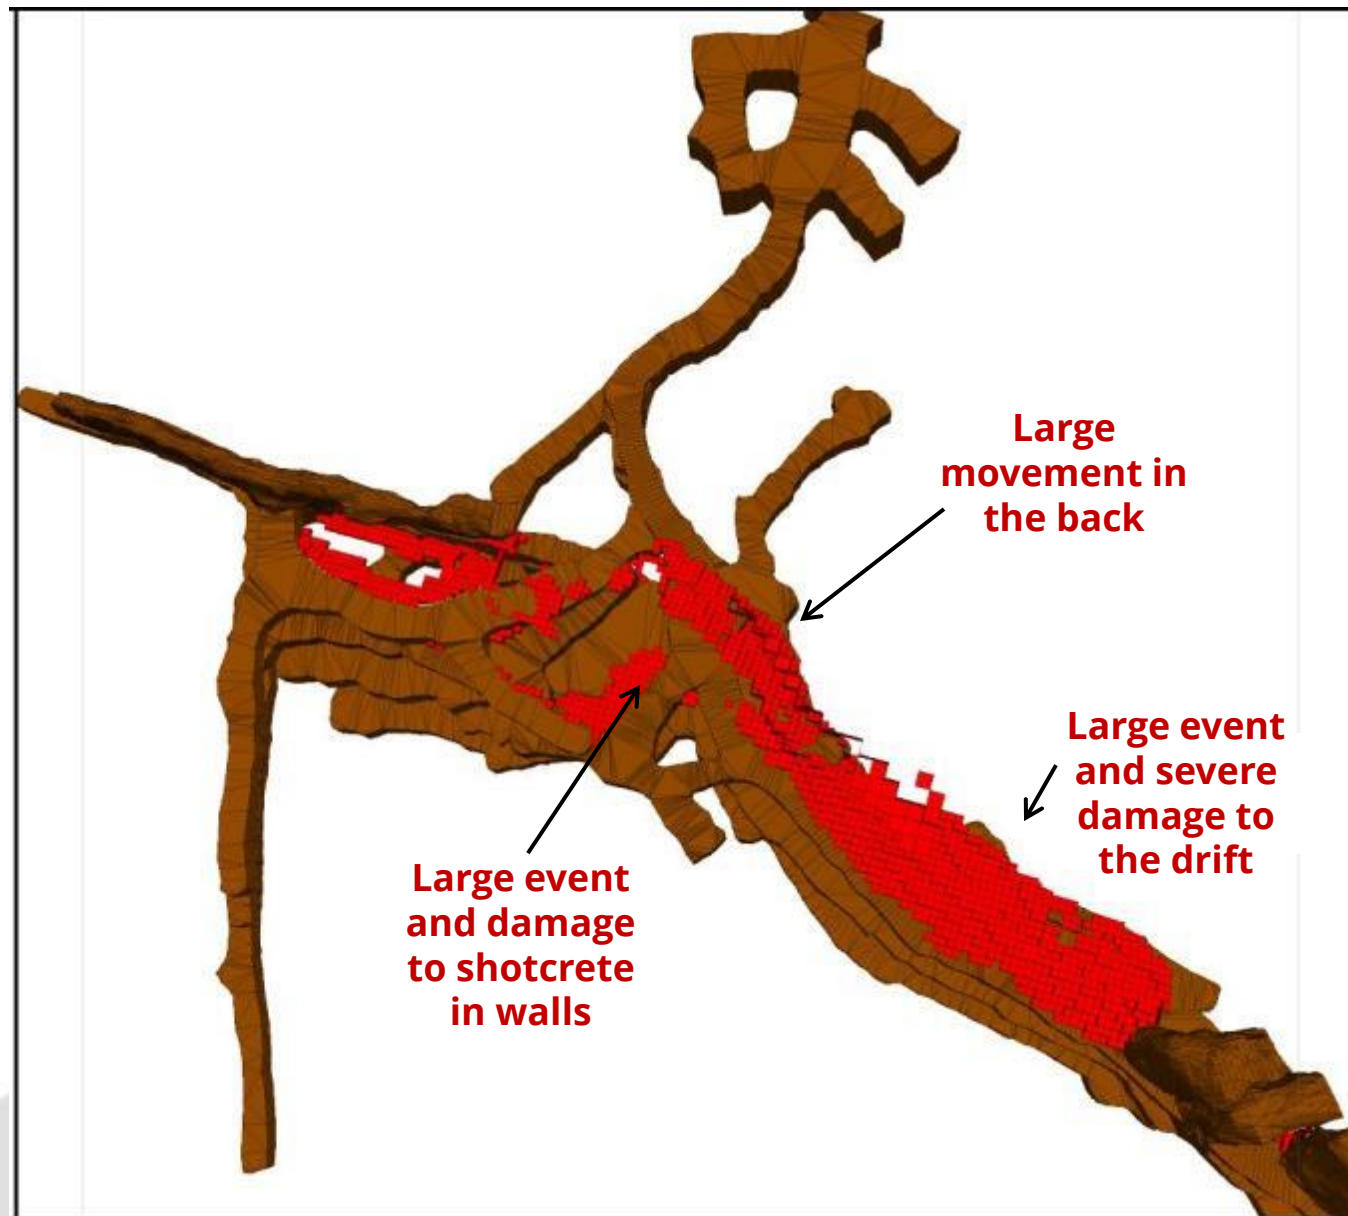 Large
movement in
the back
Large event
and severe
damage to
the drift
Large event
and damage
to shotcrete
in walls